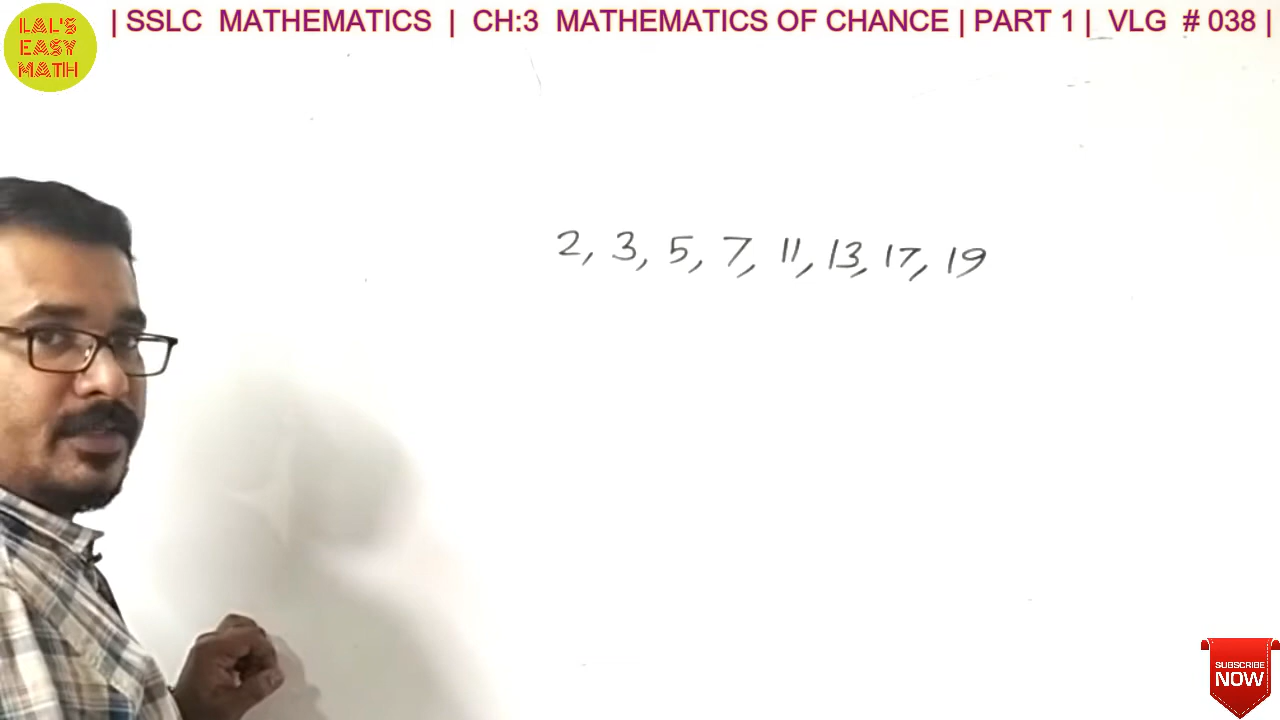 | SSLC MATHEMATICS | CH:3 MATHEMATICS OF CHANCE | PART 1 | VLG # 038 |
LAL'S
EASY
MATH
2, 3, 5, 7, 11, 13, 17, 19
SUBSCRIBE
NOW